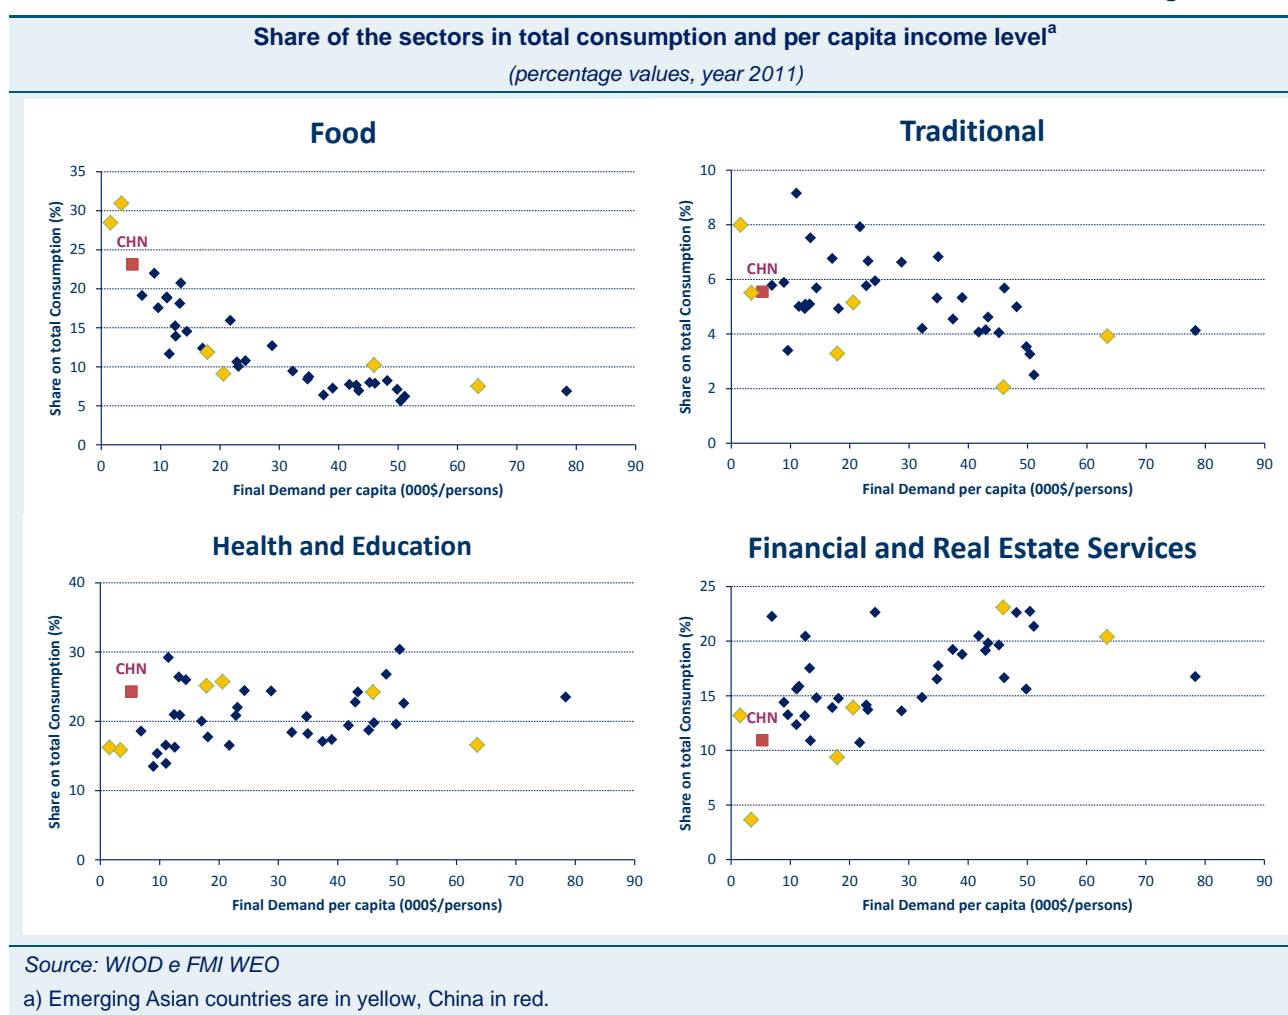 Share of the sectors in total consumption and per capita income levelᵃ
(percentage values, year 2011)
Food
35
30
25
20
15
10
5
0
Share on total Consumption (%)
CHN
0 10 20 30 40 50 60 70 80 90
Final Demand per capita (000$/persons)
Traditional
10
8
6
4
2
0
Share on total Consumption (%)
CHN
0 10 20 30 40 50 60 70 80 90
Final Demand per capita (000$/persons)
Health and Education
40
30
20
10
0
Share on total Consumption (%)
CHN
0 10 20 30 40 50 60 70 80 90
Final Demand per capita (000$/persons)
Financial and Real Estate Services
25
20
15
10
5
0
Share on total Consumption (%)
CHN
0 10 20 30 40 50 60 70 80 90
Final Demand per capita (000$/persons)
Source: WIOD e FMI WEO
a) Emerging Asian countries are in yellow, China in red.